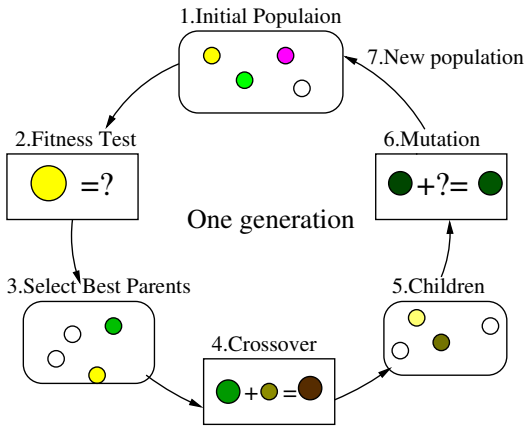 1.Initial Populaion
7.New population
2.Fitness Test
6.Mutation
=?
+?=
One generation
3.Select Best Parents
5.Children
4.Crossover
+ =